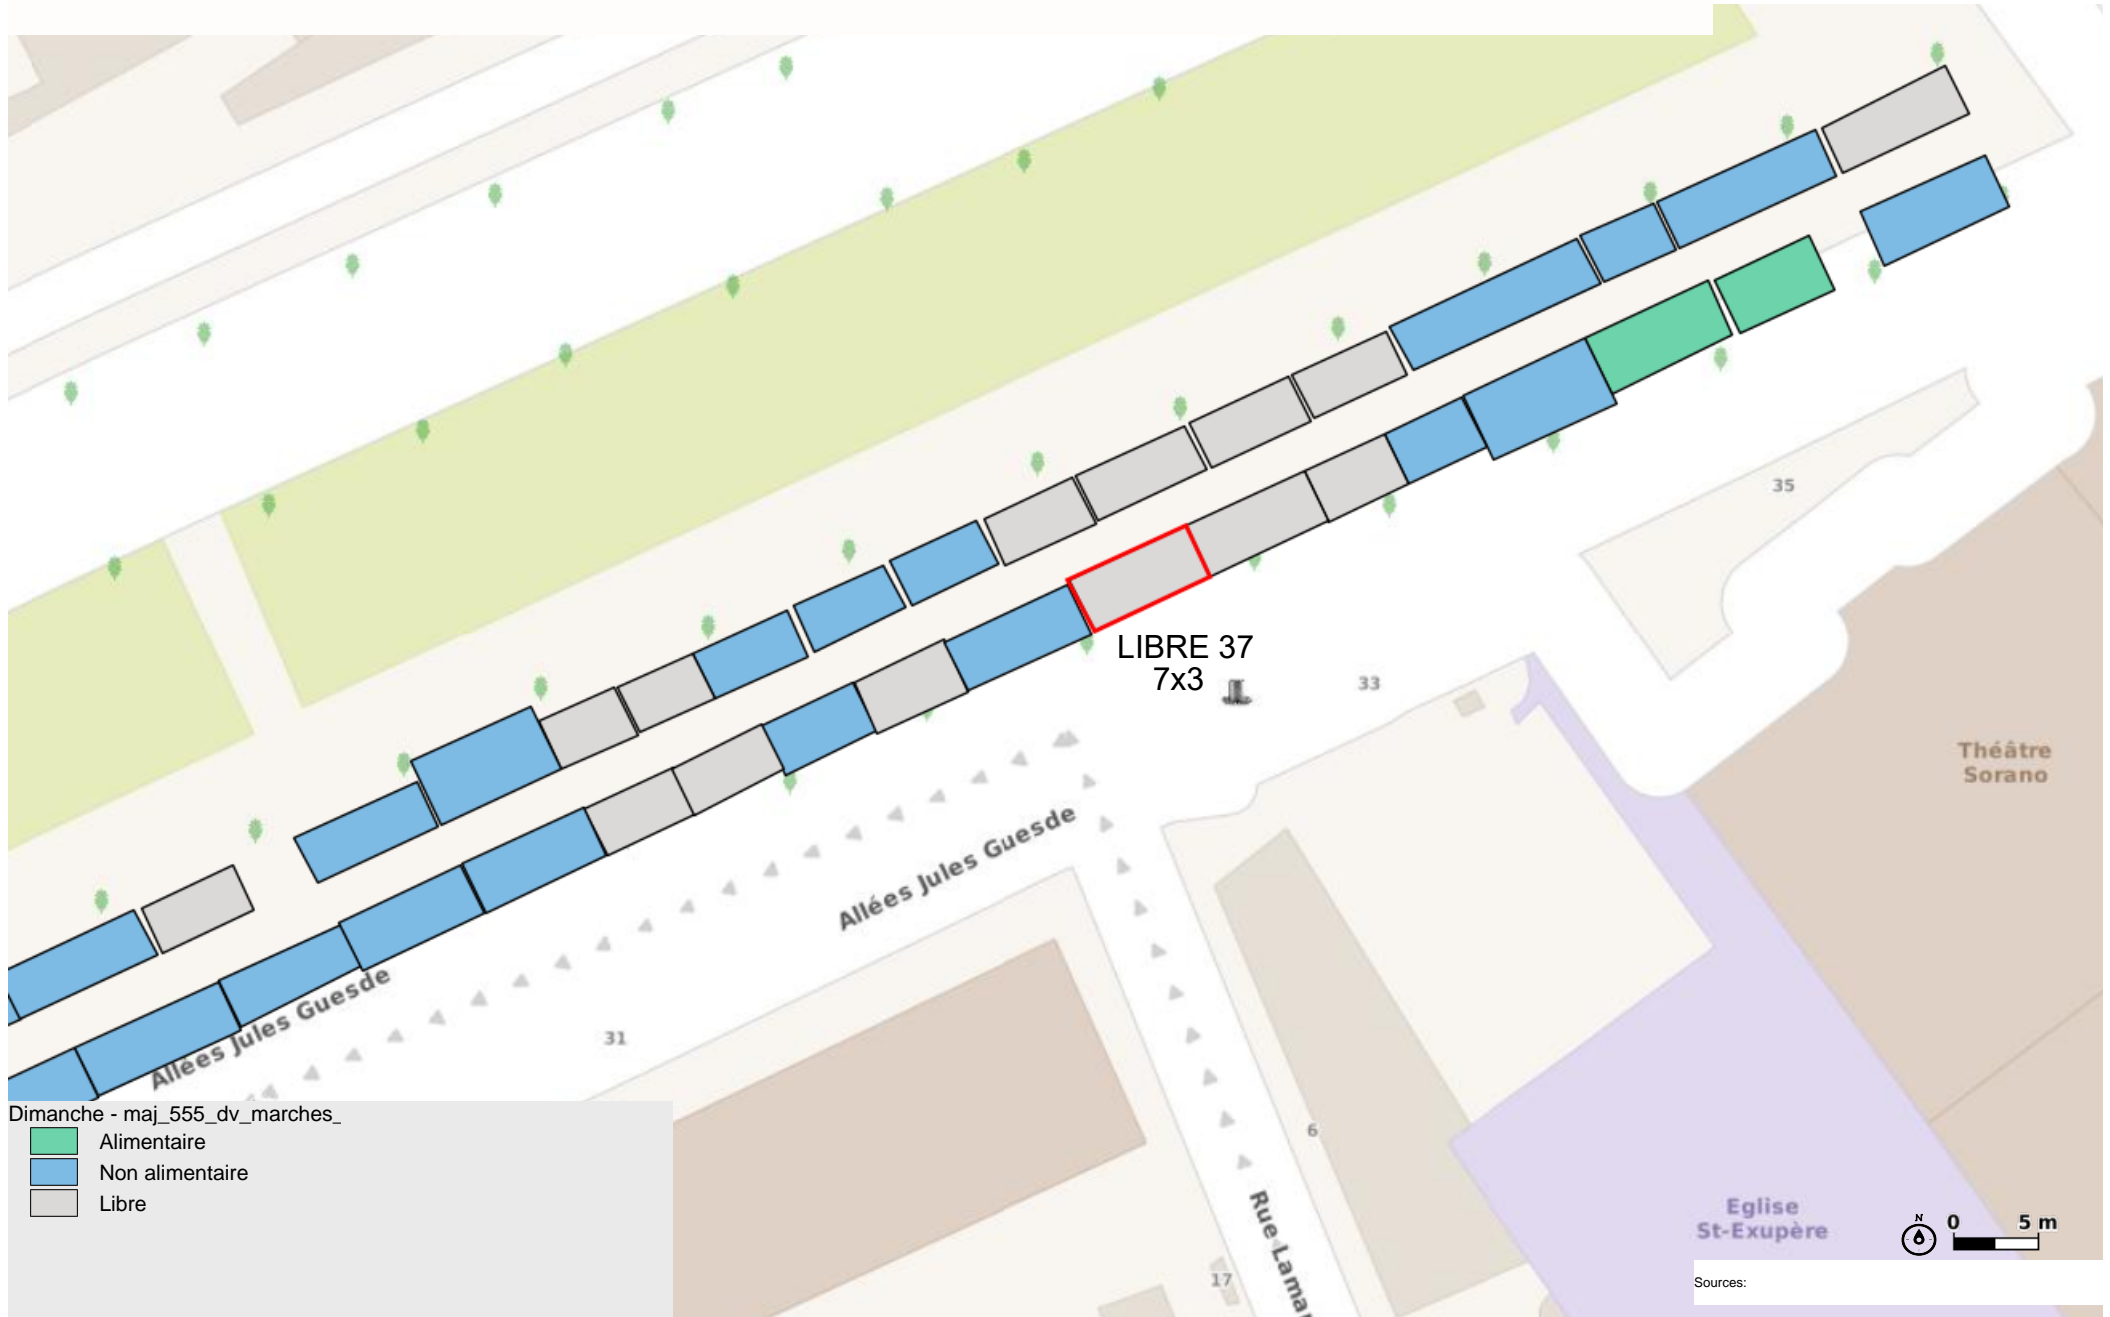 35
LIBRE 37
7x3
33
Théâtre
Sorano
Allées Jules Guesde
Allées Jules Guesde
31
6
Rue Lamar
17
Eglise
St-Exupère
Dimanche - maj_555_dv_marches_
Alimentaire
Non alimentaire
Libre
N
0 5 m
Sources: